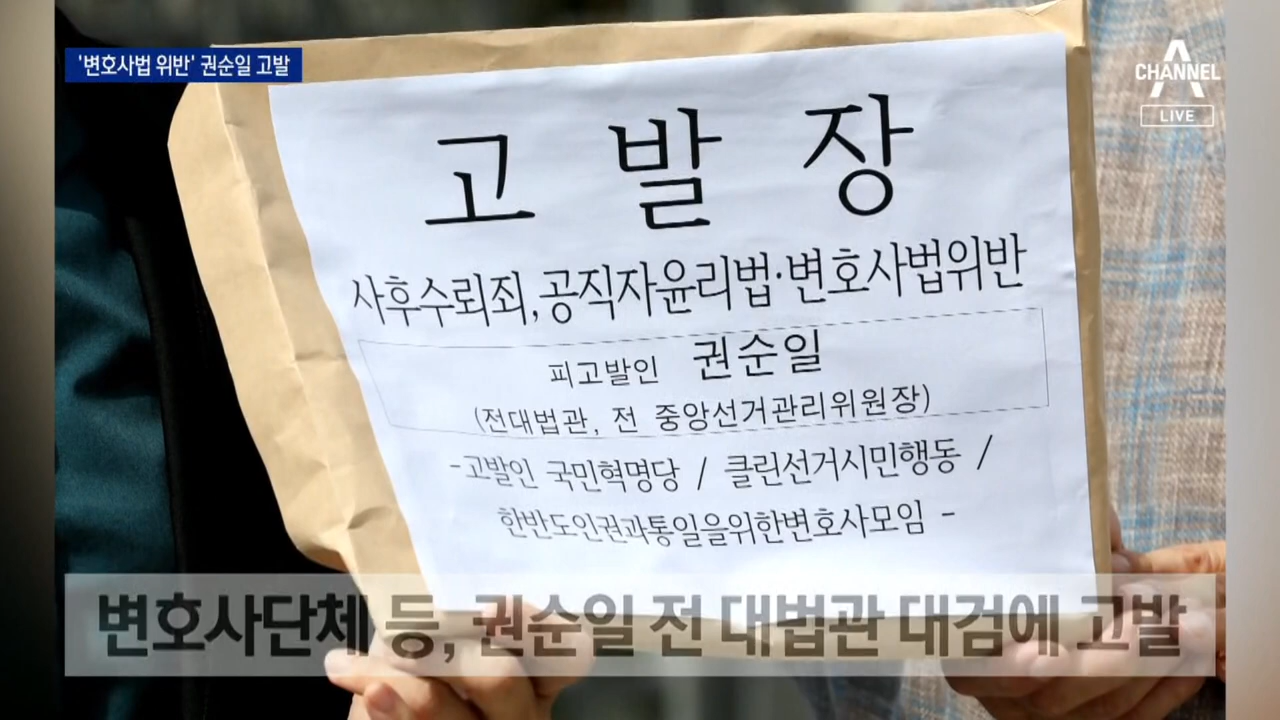 '변호사법 위반' 권순일 고발
CHANNEL A
LIVE
고 발 장
사후수뢰죄, 공직자윤리법·변호사법위반
피고발인 권순일
(전대법관, 전 중앙선거관리위원장)
-고발인 국민혁명당 / 클린선거시민행동 /
한반도인권과통일을위한변호사모임 -
변호사단체 등, 권순일 전 대법관 대검에 고발